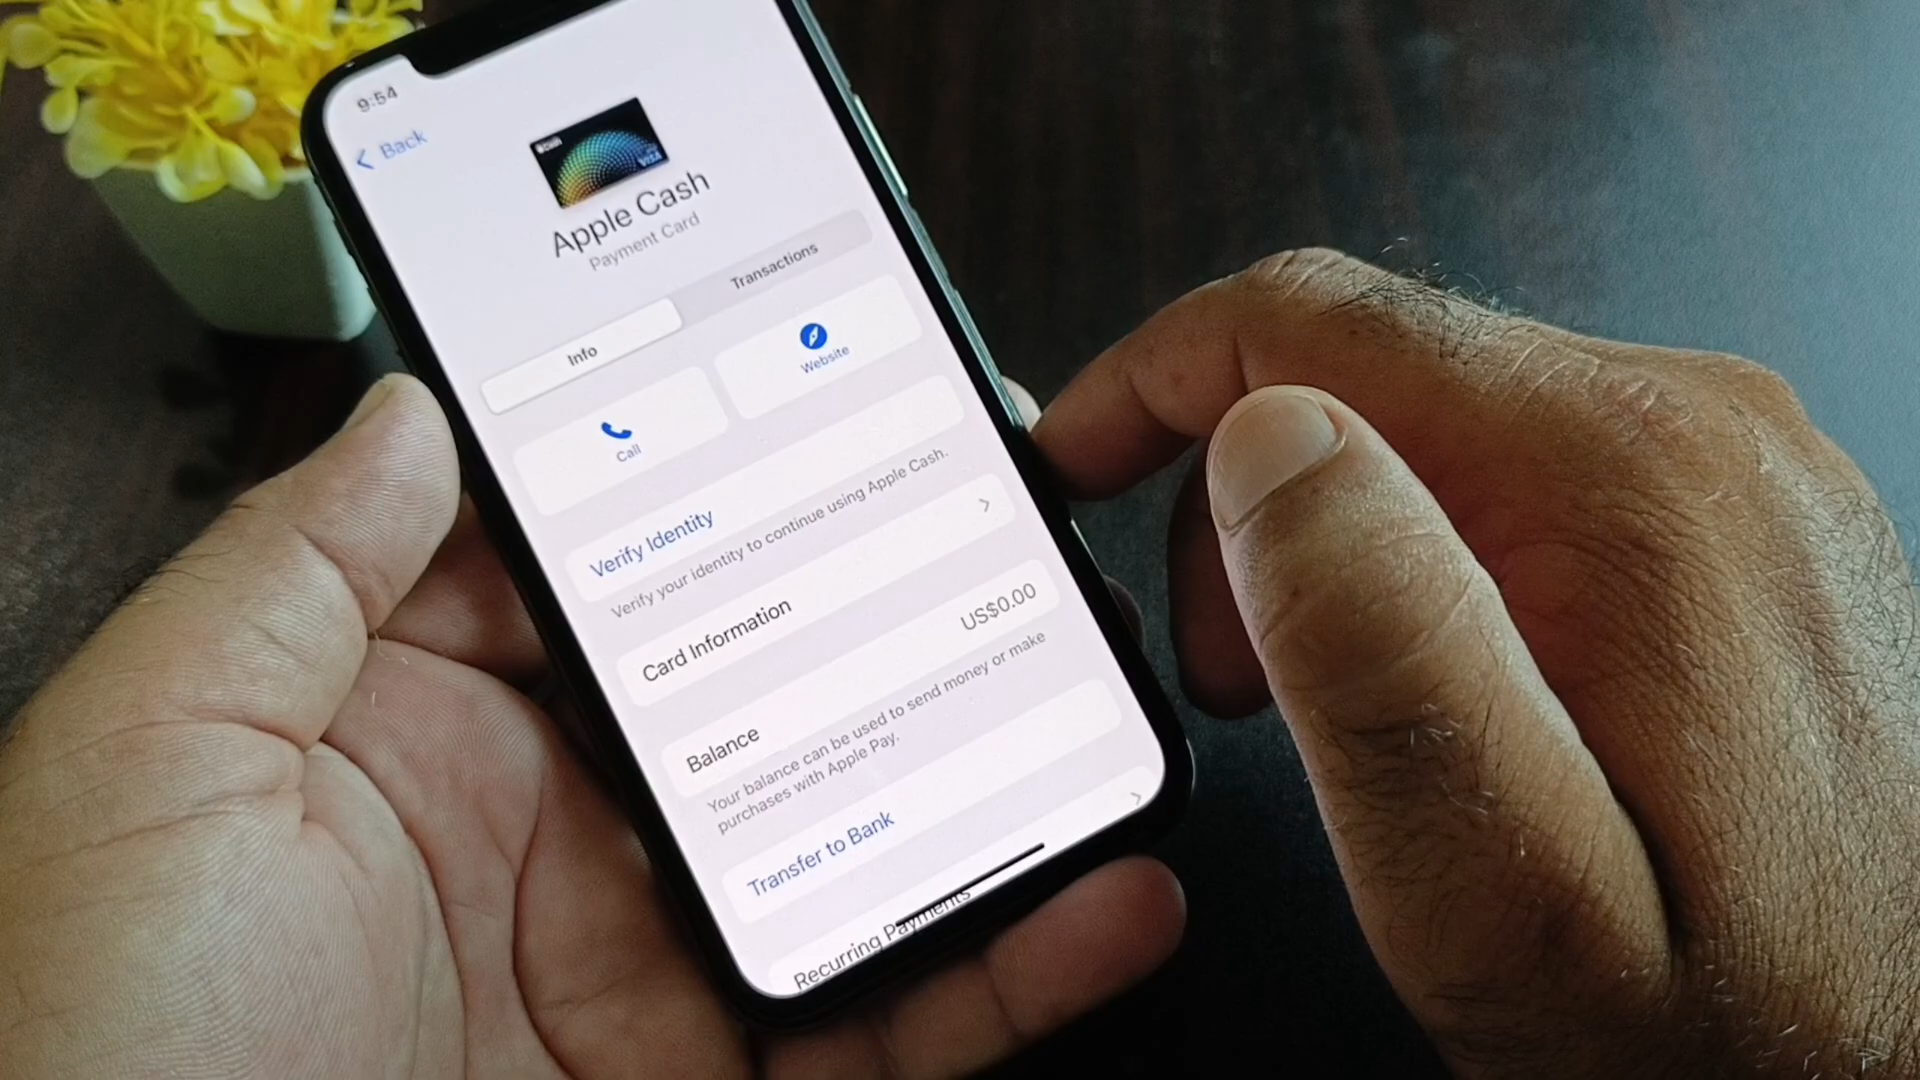 9:54
Back
Cash
VISA
Apple Cash
Payment Card
Info
Transactions
Call
Website
Verify Identity
Verify your identity to continue using Apple Cash.
Card Information
Balance
US$0.00
Your balance can be used to send money or make
purchases with Apple Pay.
Transfer to Bank
Recurring Payments